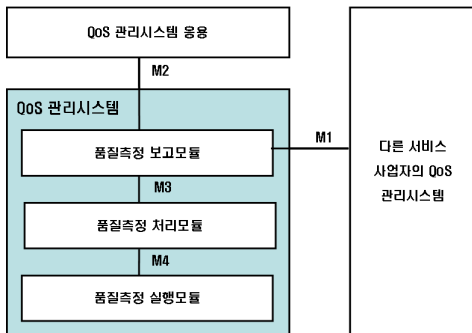 QoS 관리시스템 응용
M2
QoS 관리시스템
품질측정 보고모듈
M1
M3
품질측정 처리모듈
M4
품질측정 실행모듈
다른 서비스
사업자의 QoS
관리시스템